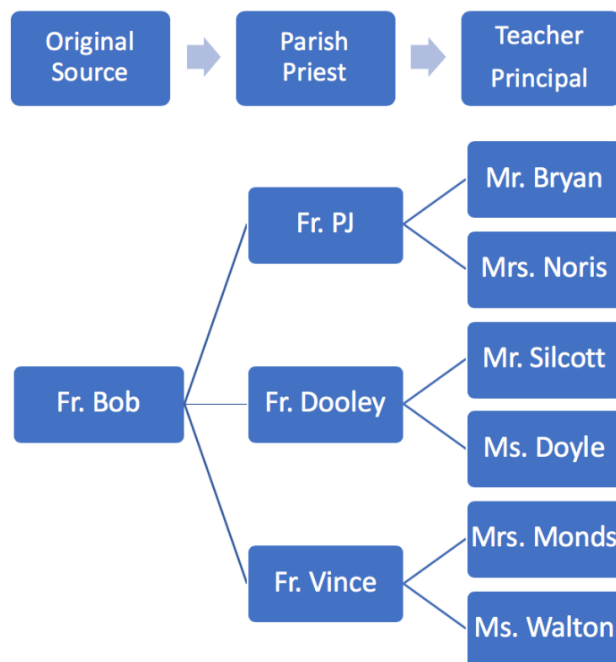 Original
Source
Parish
Priest
Teacher
Principal
Fr. Bob
Fr. PJ
Mr. Bryan
Mrs. Noris
Fr. Dooley
Mr. Silcott
Ms. Doyle
Fr. Vince
Mrs. Monds
Ms. Walton